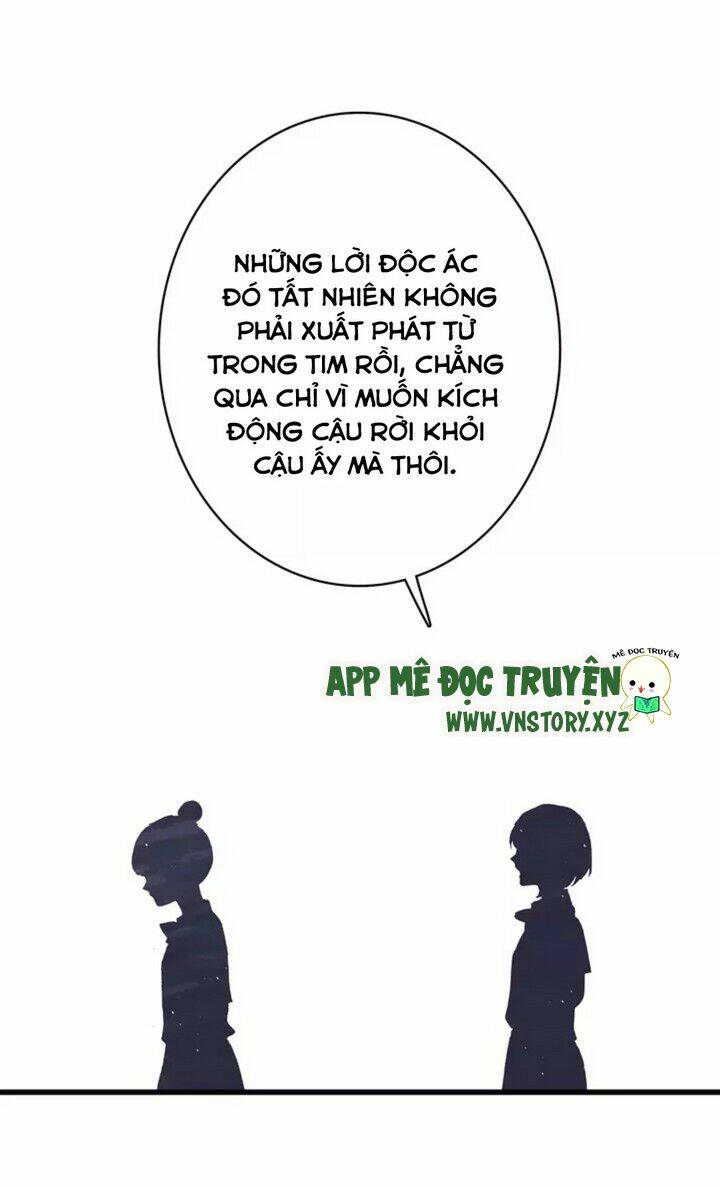 NHỮNG LỜI ĐỘC ÁC
ĐÓ TẤT NHIÊN KHÔNG
PHẢI XUẤT PHÁT TỪ
TRONG TIM RỒI, CHẲNG
QUA CHỈ VÌ MUỐN KÍCH
ĐỘNG CẬU RỜI KHỎI
CẬU ẤY MÀ THÔI.
MÊ ĐỌC TRUYỆN
APP MÊ ĐỌC TRUYỆN
WWW.VNSTORY.XYZ